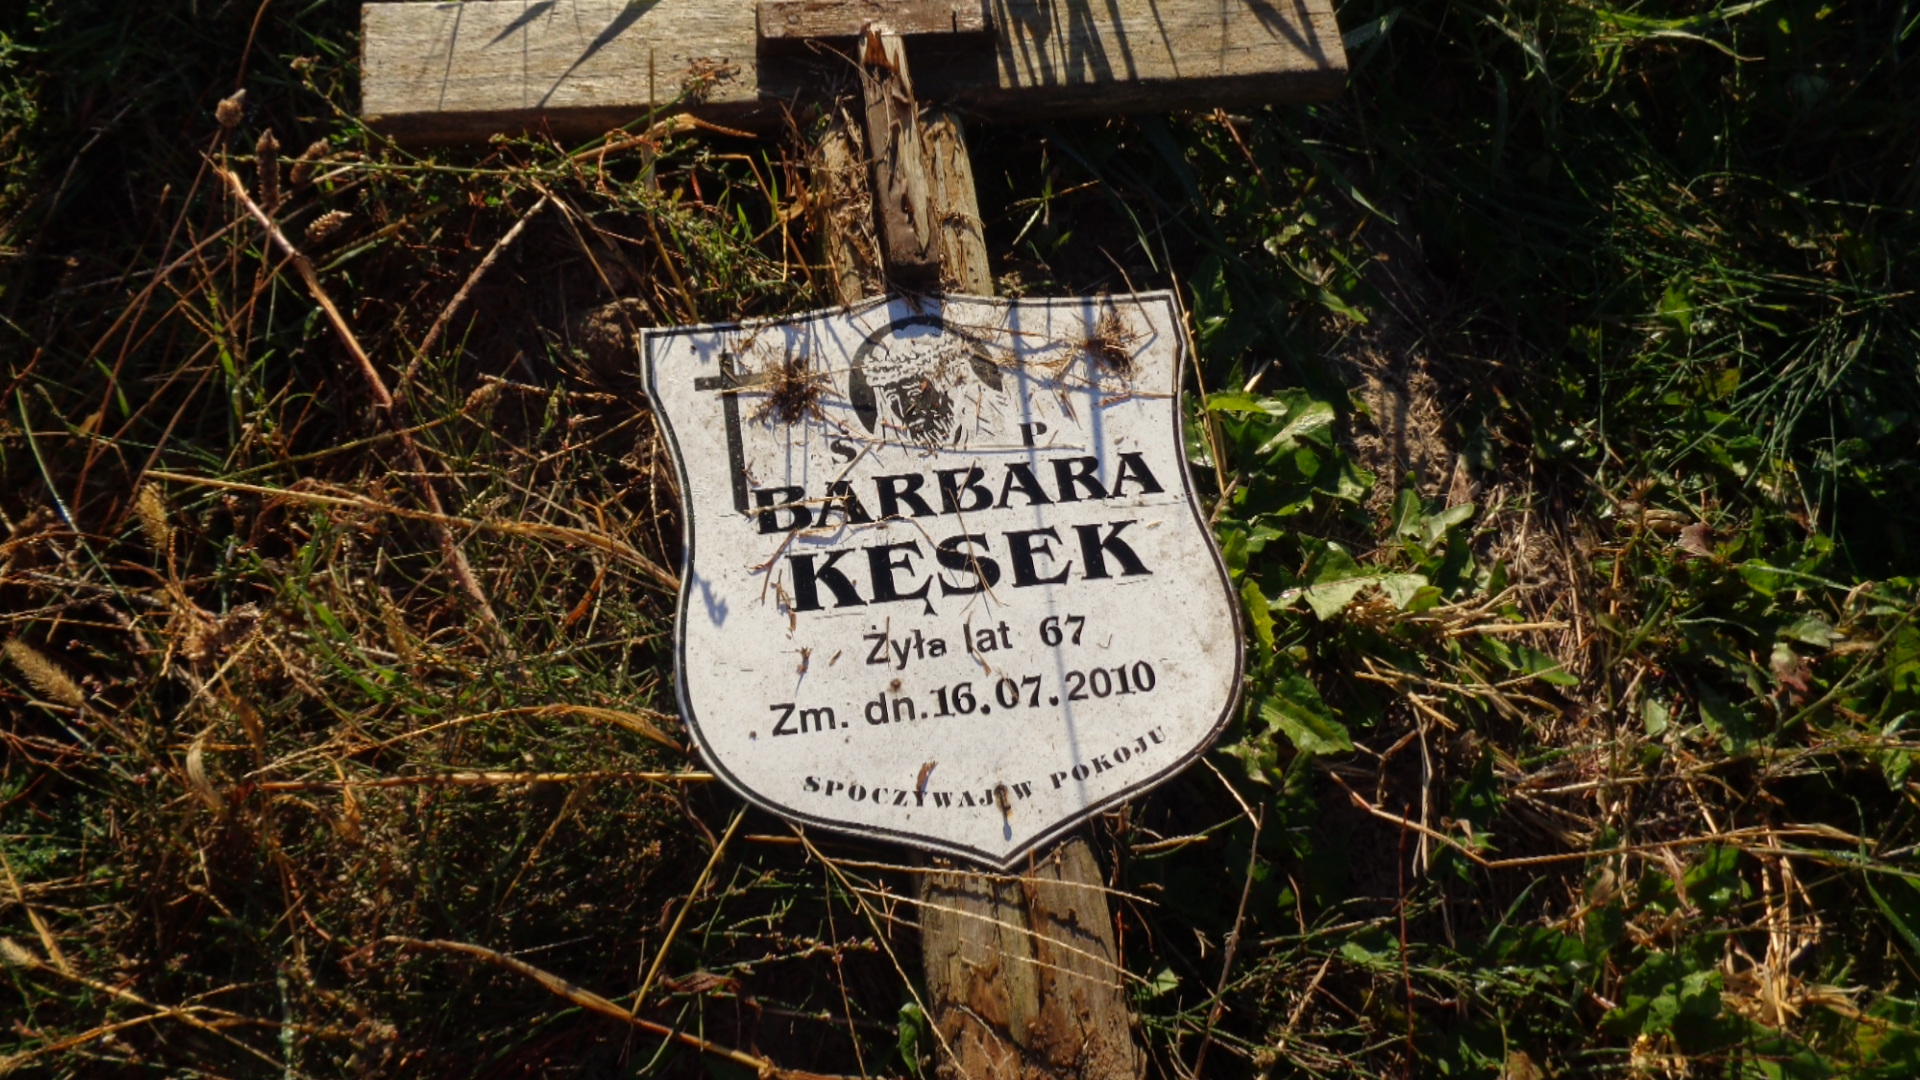 Ś P
BARBARA
KĘSEK
Żyła lat 67
Zm. dn. 16.07.2010
SPOCZYWAJ W POKOJU